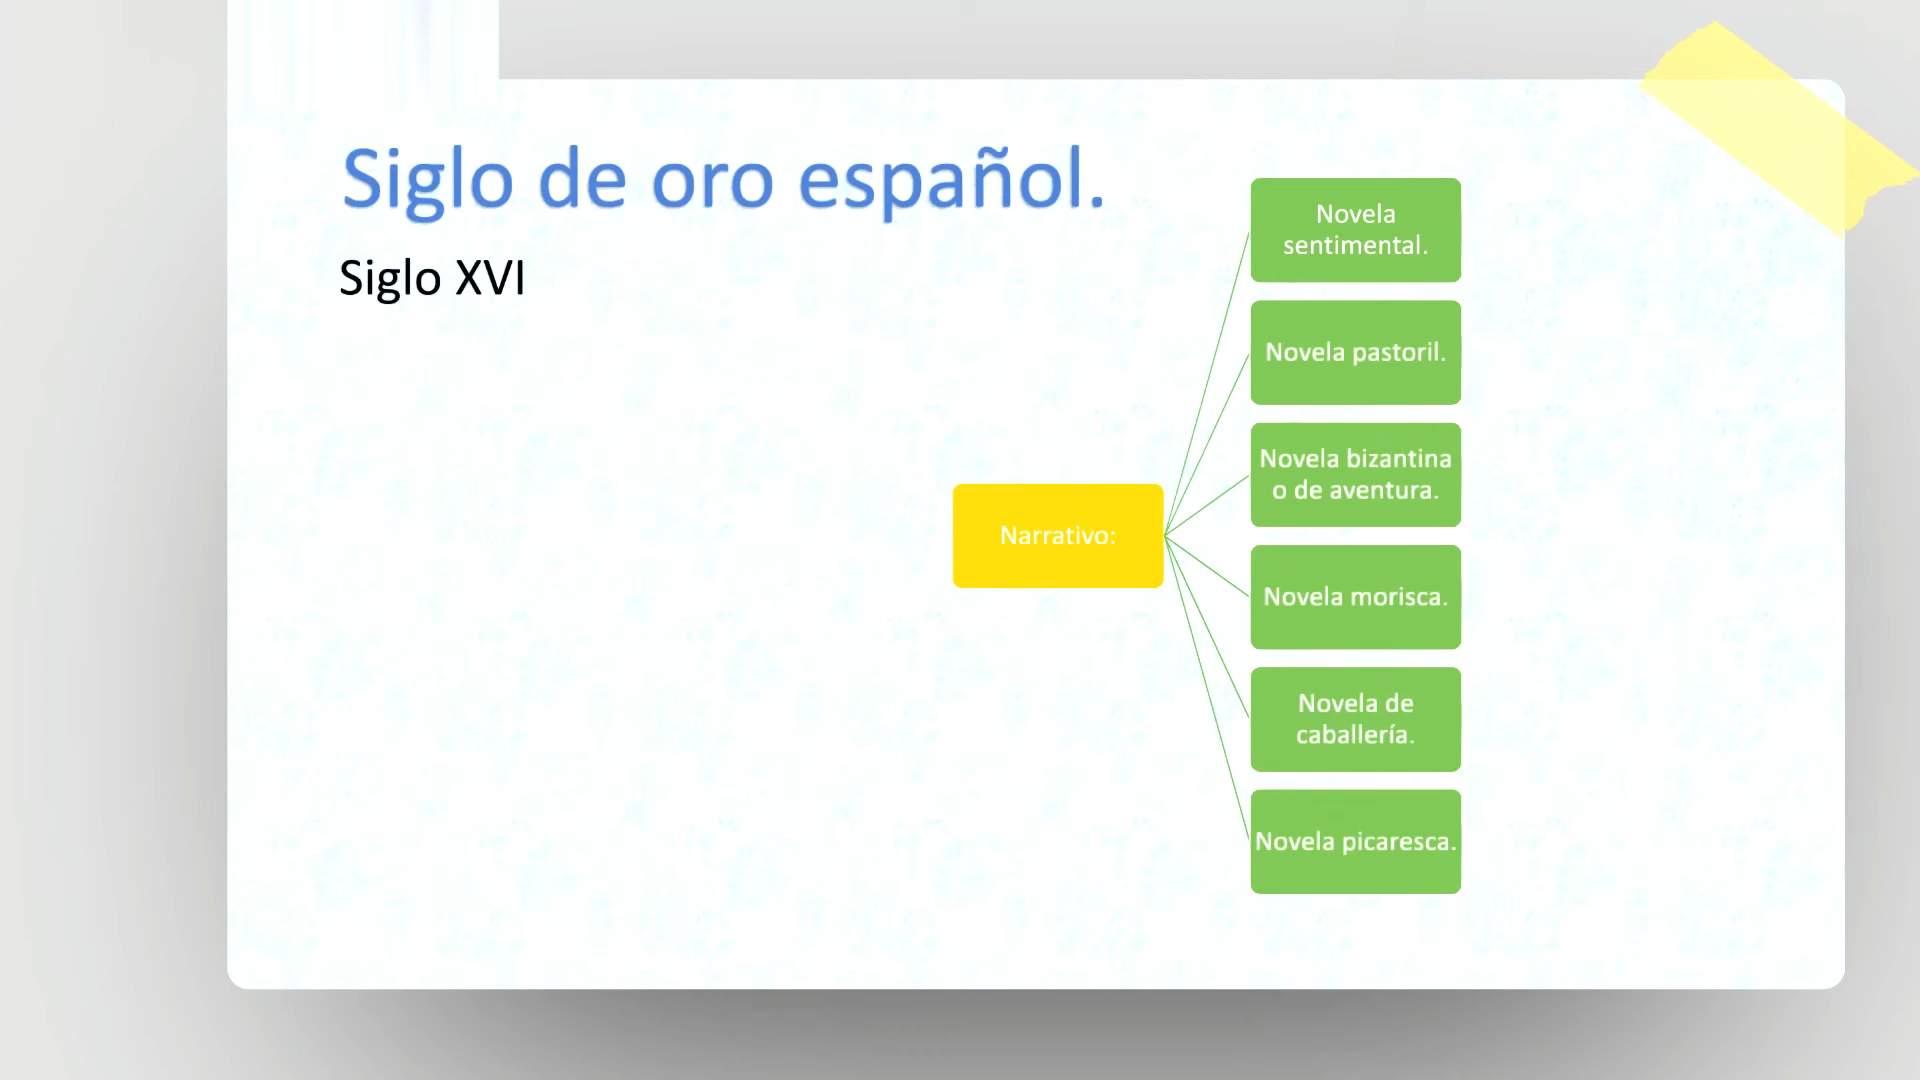 Siglo de oro español.
Siglo XVI
Narrativo:
Novela
sentimental.
Novela pastoril.
Novela bizantina
o de aventura.
Novela morisca.
Novela de
caballería.
Novela picaresca.